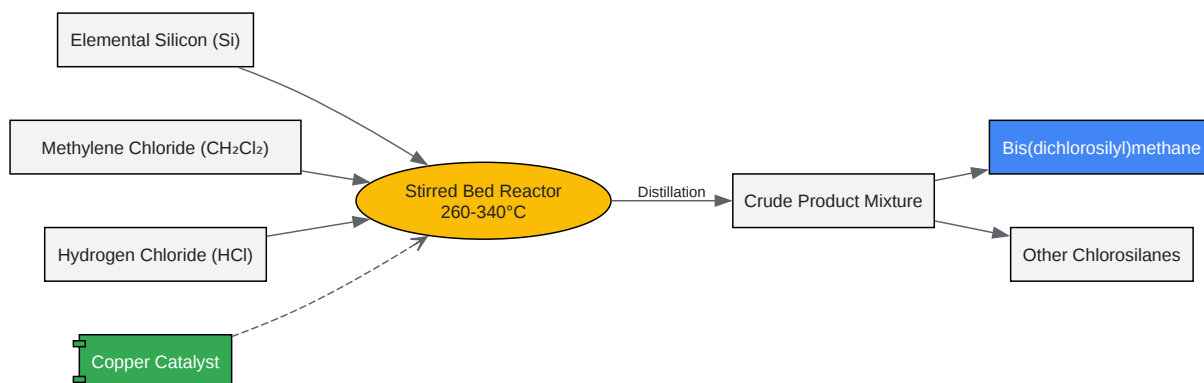 Elemental Silicon (Si)
Methylene Chloride (CH₂Cl₂)
Hydrogen Chloride (HCl)
Copper Catalyst
Stirred Bed Reactor
260-340°C
Distillation
Crude Product Mixture
Bis(dichlorosilyl)methane
Other Chlorosilanes